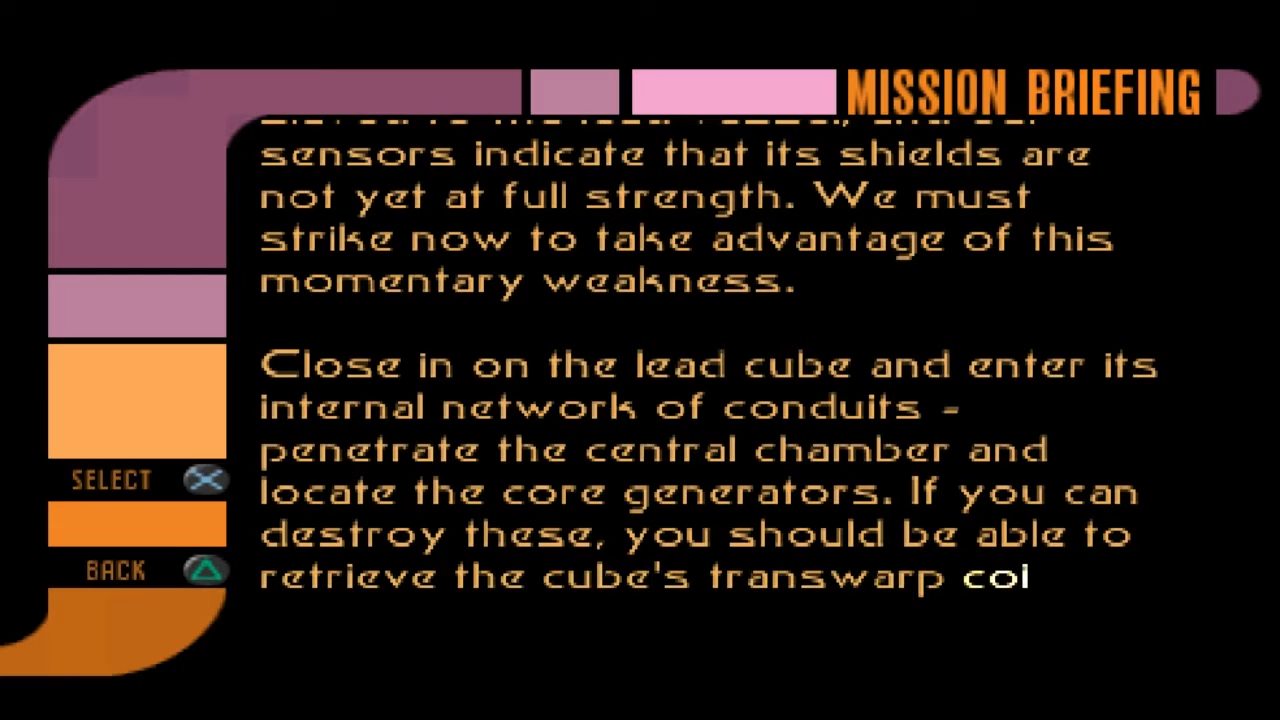 MISSION BRIEFING
sensors indicate that its shields are
not yet at full strength. We must
strike now to take advantage of this
momentary weakness.
Close in on the lead cube and enter its
internal network of conduits -
penetrate the central chamber and
locate the core generators. If you can
destroy these, you should be able to
retrieve the cube's transwarp coi
SELECT
BACK